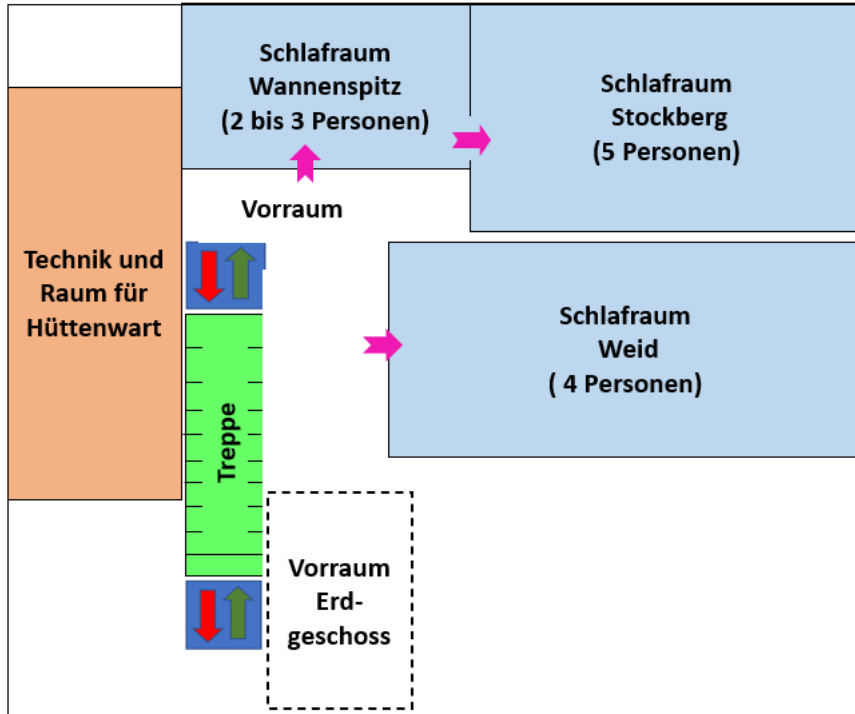 Schlafraum
Wannenspitz
(2 bis 3 Personen)
Schlafraum
Stockberg
(5 Personen)
Vorraum
Technik und
Raum für
Hüttenwart
Schlafraum
Weid
( 4 Personen)
Treppe
Vorraum
Erd-
geschoss